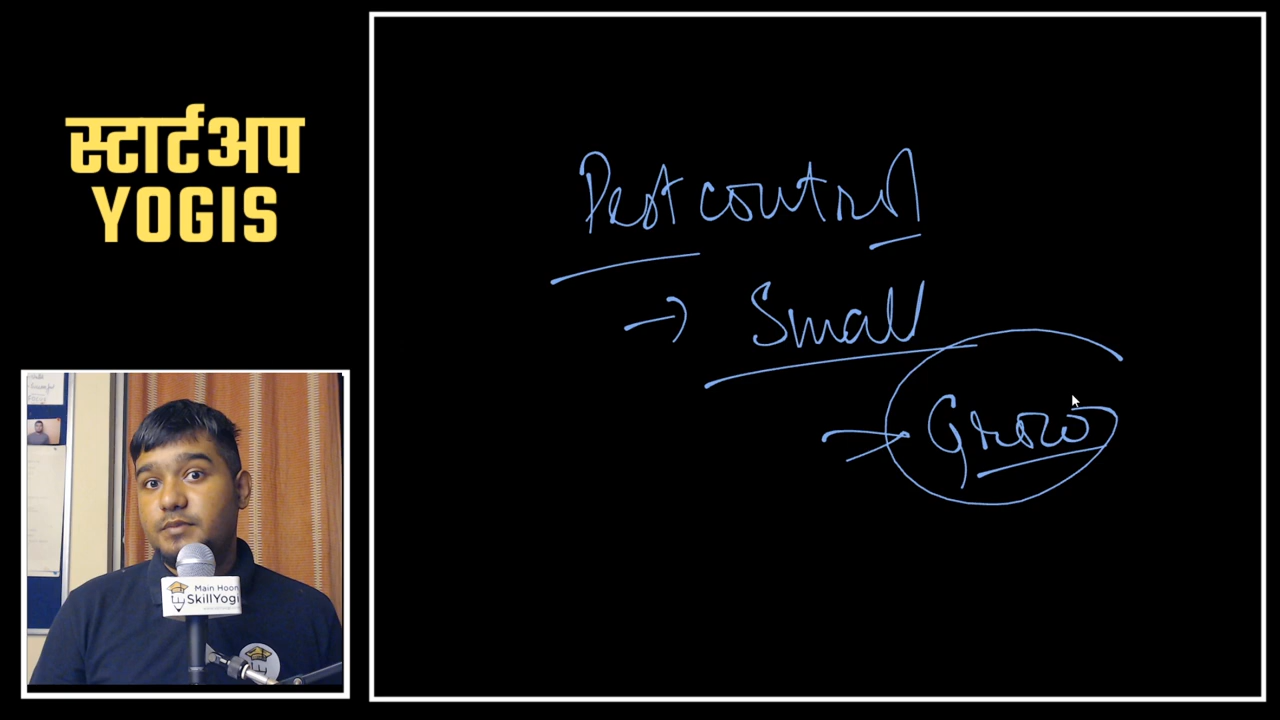 स्टार्टअप
YOGIS
Pest control
→ Small
→ Grow
Main Hoon
SkillYogi